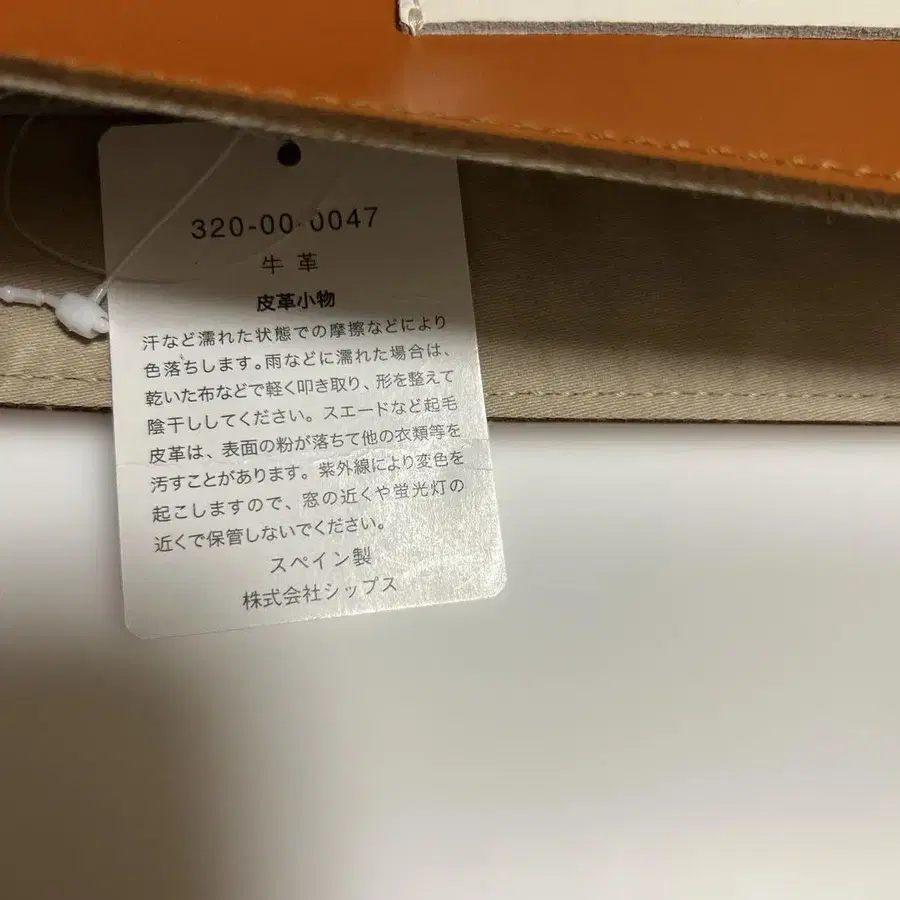 320-00-0047
牛革
皮革小物
汗など濡れた状態での摩擦などにより
色落ちします。雨などに濡れた場合は、
乾いた布などで軽く叩き取り、形を整えて
陰干ししてください。スエードなど起毛
皮革は、表面の粉が落ちて他の衣類等を
汚すことがあります。紫外線により変色を
起こしますので、窓の近くや蛍光灯の
近くで保管しないでください。
スペイン製
株式会社シップス